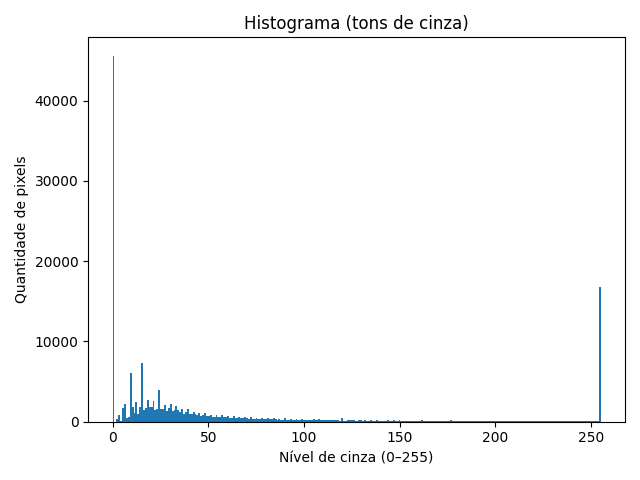 Histograma (tons de cinza)
Quantidade de pixels
40000
30000
20000
10000
0
0 50 100 150 200 250
Nível de cinza (0–255)